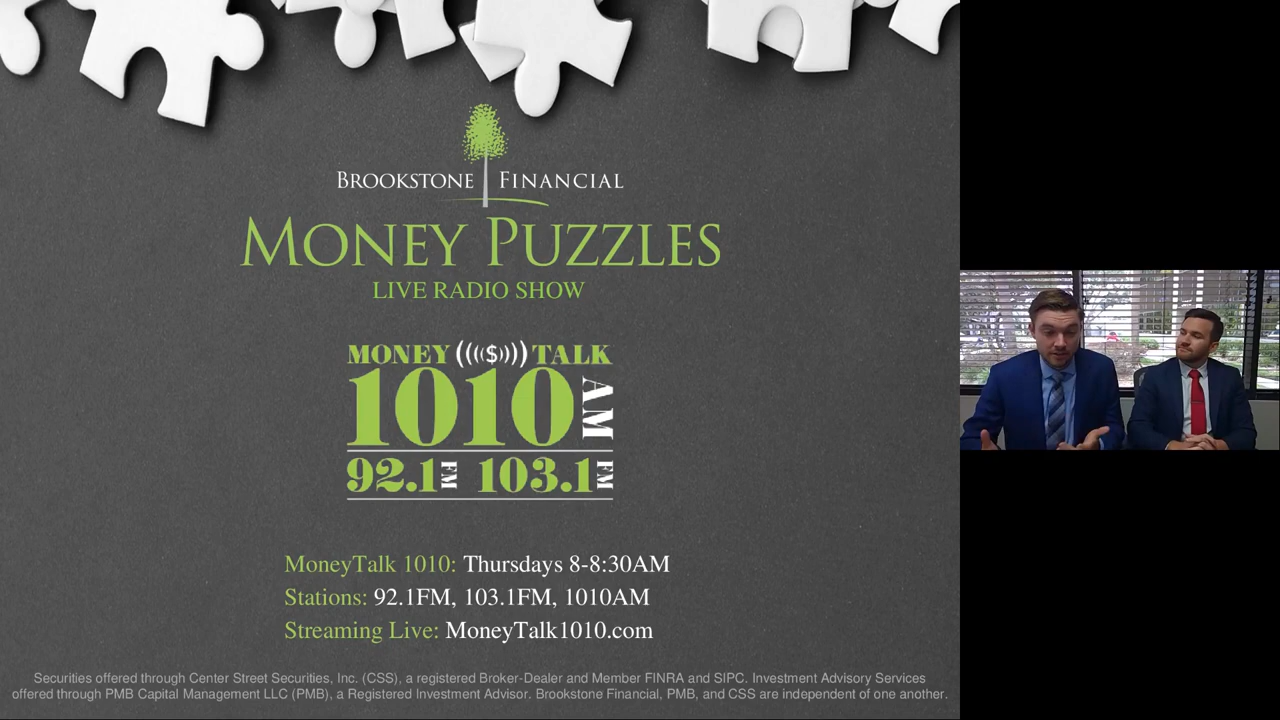 BROOKSTONE FINANCIAL
MONEY PUZZLES
LIVE RADIO SHOW
MONEY ((($))) TALK
1010 AM
92.1 FM 103.1 FM
MoneyTalk 1010: Thursdays 8-8:30AM
Stations: 92.1FM, 103.1FM, 1010AM
Streaming Live: MoneyTalk1010.com
Securities offered through Center Street Securities, Inc. (CSS), a registered Broker-Dealer and Member FINRA and SIPC. Investment Advisory Services
offered through PMB Capital Management LLC (PMB), a Registered Investment Advisor. Brookstone Financial, PMB, and CSS are independent of one another.